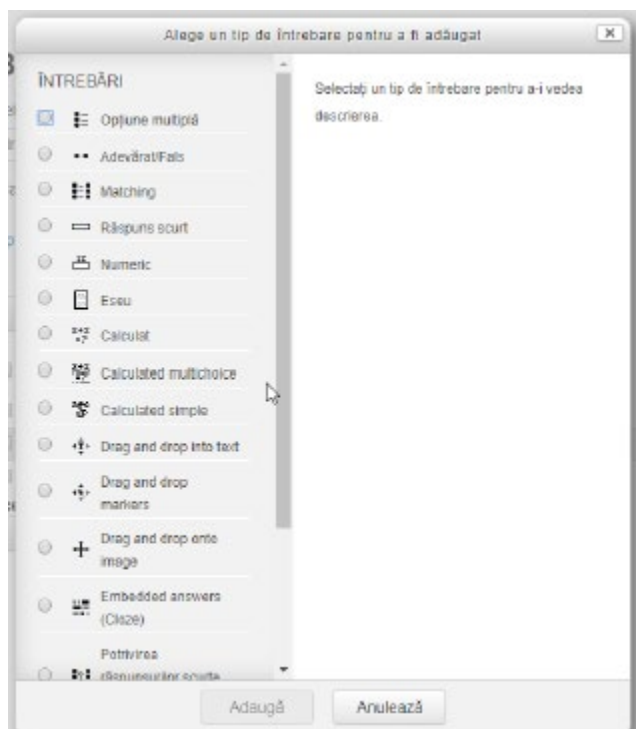 Alege un tip de întrebare pentru a fi adăugat
ÎNTREBĂRI
Opțiune multiplă
Adevărat/Fals
Matching
Răspuns scurt
Numeric
Eseu
Calculat
Calculated multichoice
Calculated simple
Drag and drop into text
Drag and drop
markers
Drag and drop onto
image
Embedded answers
(Cloze)
Potrivirea
răspunsurilor scurte
Selectați un tip de întrebare pentru a-i vedea
descrierea.
Adaugă
Anulează